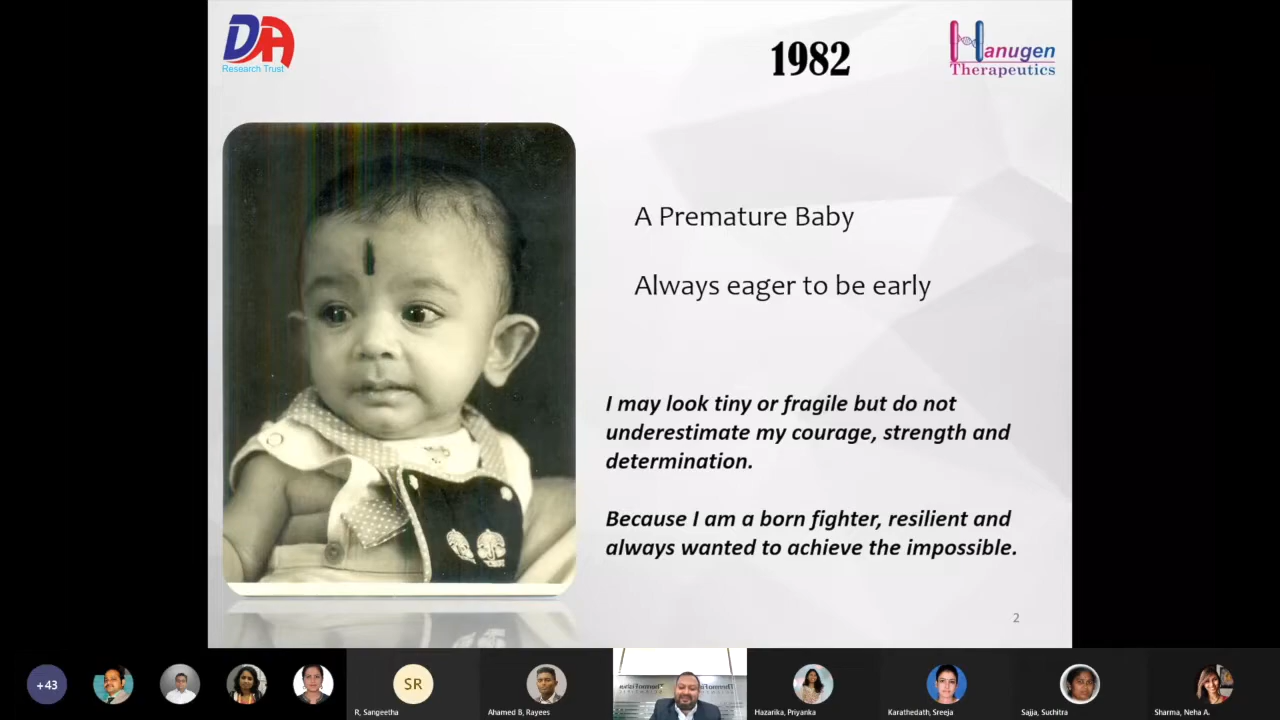 DA
Research Trust
1982
Hanugen
Therapeutics
A Premature Baby
Always eager to be early
I may look tiny or fragile but do not
underestimate my courage, strength and
determination.
Because I am a born fighter, resilient and
always wanted to achieve the impossible.
2
+43
SR
R, Sangeetha
Ahamed B, Rayees
Hazarika, Priyanka
Karathedath, Sreeja
Sajja, Suchitra
Sharma, Neha A.